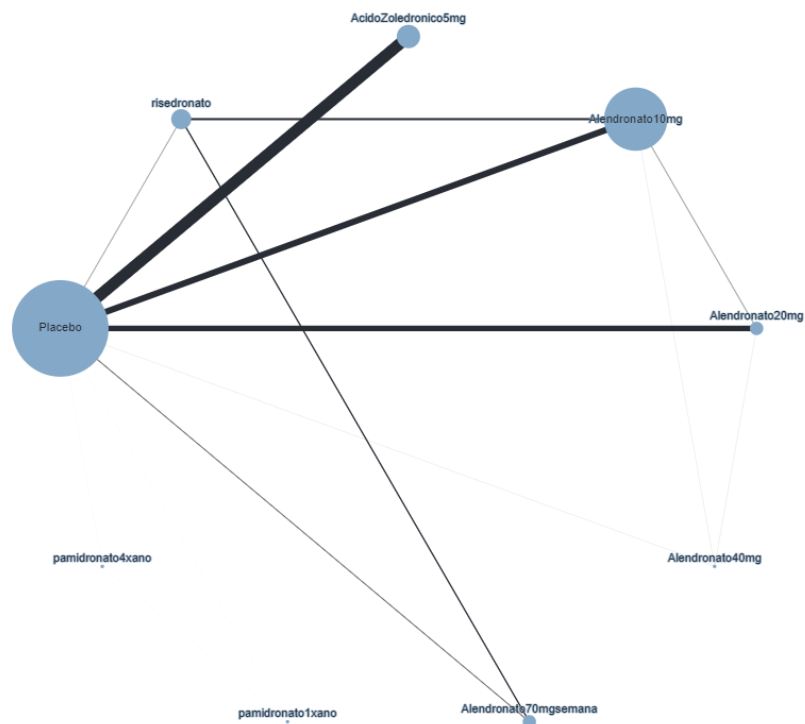 AcidoZoledronico5mg
risedronato
Alendronato10mg
Alendronato20mg
Placebo
pamidronato4xano
Alendronato40mg
Alendronato70mgsemana
pamidronato1xano